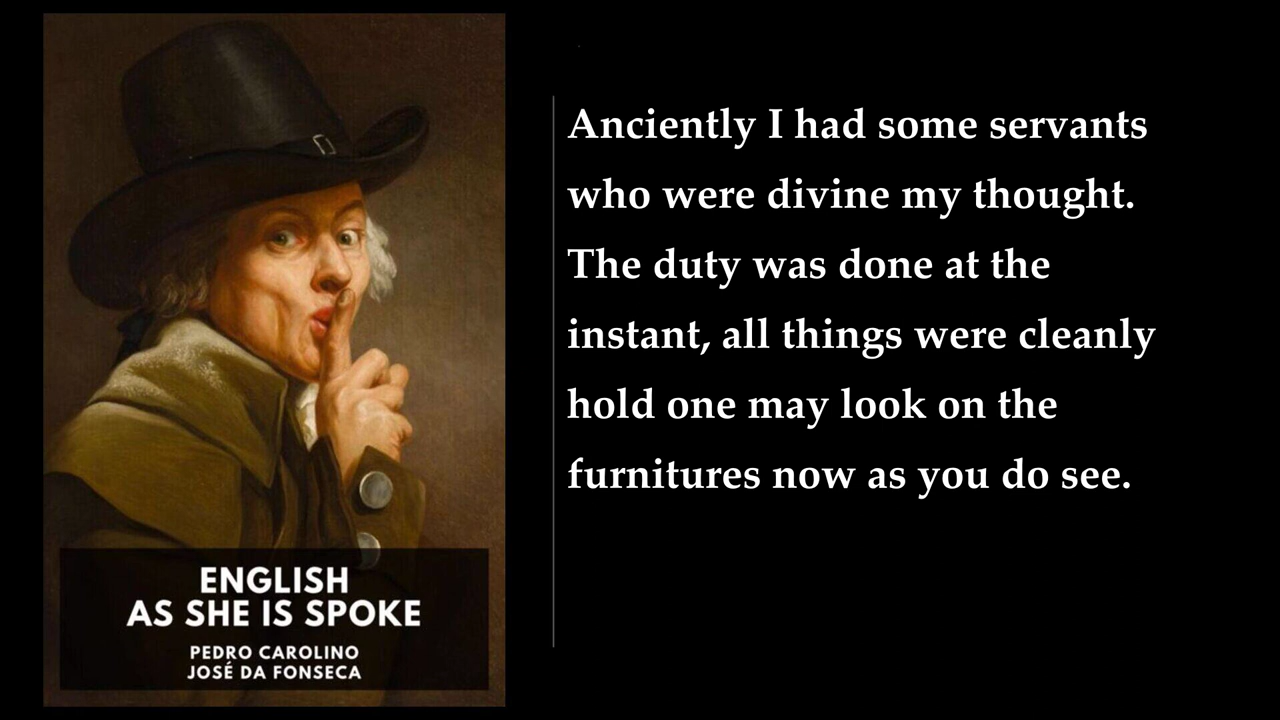 Anciently I had some servants
who were divine my thought.
The duty was done at the
instant, all things were cleanly
hold one may look on the
furnitures now as you do see.
ENGLISH
AS SHE IS SPOKE
PEDRO CAROLINO
JOSÉ DA FONSECA